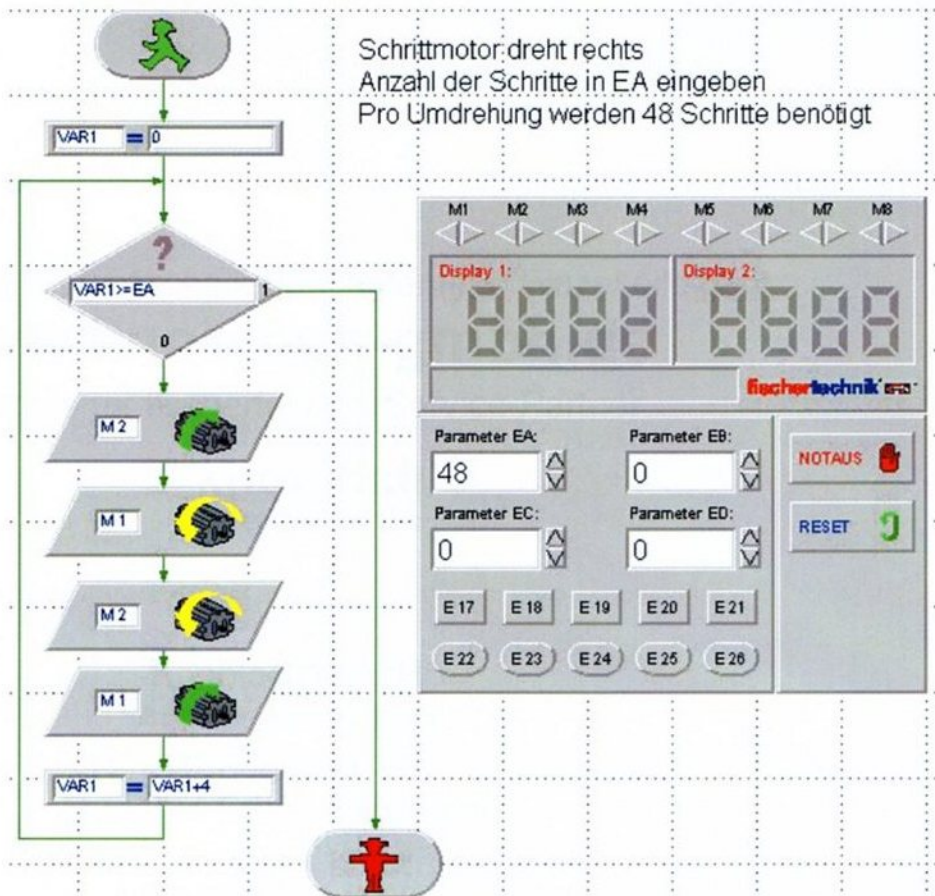 Schrittmotor dreht rechts
Anzahl der Schritte in EA eingeben
Pro Umdrehung werden 48 Schritte benötigt
VAR1 = 0
?
VAR1>=EA 1
0
M 2
M 1
M 2
M 1
VAR1 = VAR1+4
M1 M2 M3 M4 M5 M6 M7 M8
Display 1: Display 2:
8888 8888
fischertechnik
Parameter EA: Parameter EB:
48 0
Parameter EC: Parameter ED:
0 0
NOTAUS
RESET
E 17 E 18 E 19 E 20 E 21
E 22 E 23 E 24 E 25 E 26